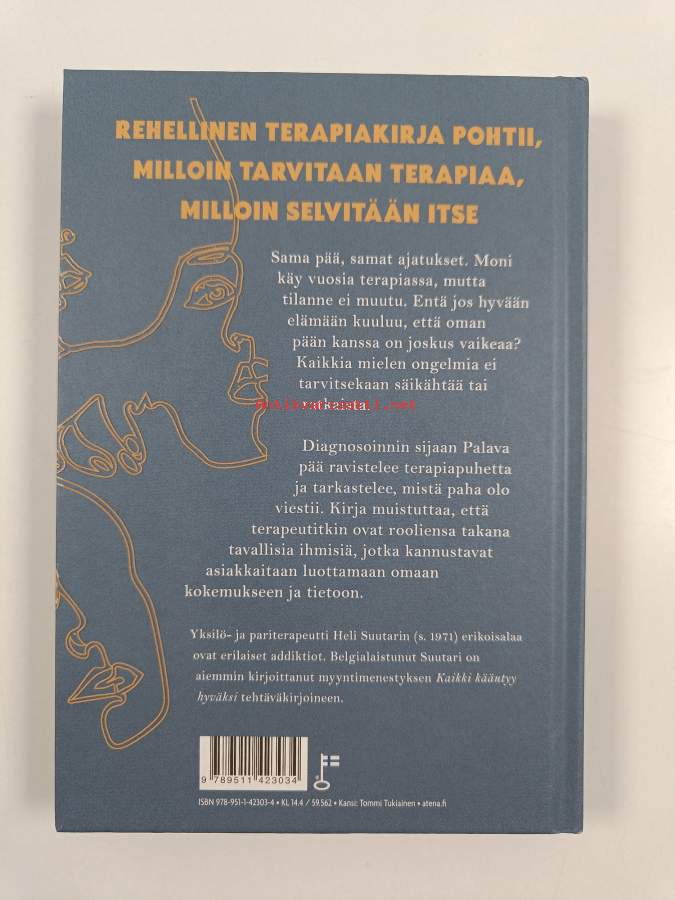 REHELLINEN TERAPIAKIRJA POHTII,
MILLOIN TARVITAAN TERAPIAA,
MILLOIN SELVITÄÄN ITSE
Sama pää, samat ajatukset. Moni
käy vuosia terapiassa, mutta
tilanne ei muutu. Entä jos hyvään
elämään kuuluu, että oman
pään kanssa on joskus vaikeaa?
Kaikkia mielen ongelmia ei
tarvitsekaan säikähtää tai
ratkaista.
Diagnosoinnin sijaan Palava
pää ravistelee terapiapuhetta
ja tarkastelee, mistä paha olo
viestii. Kirja muistuttaa, että
terapeutitkin ovat rooliensa takana
tavallisia ihmisiä, jotka kannustavat
asiakkaitaan luottamaan omaan
kokemukseen ja tietoon.
Yksilö- ja pariterapeutti Heli Suutarin (s. 1971) erikoisalaa
ovat erilaiset addiktiot. Belgialaistunut Suutari on
aiemmin kirjoittanut myyntimenestyksen Kaikki kääntyy
hyväksi tehtäväkirjoineen.
9 789511 423034
ISBN 978-951-1-42303-4 • KL 14.4 / 59.562 • Kansi: Tommi Tukiainen • atena.fi